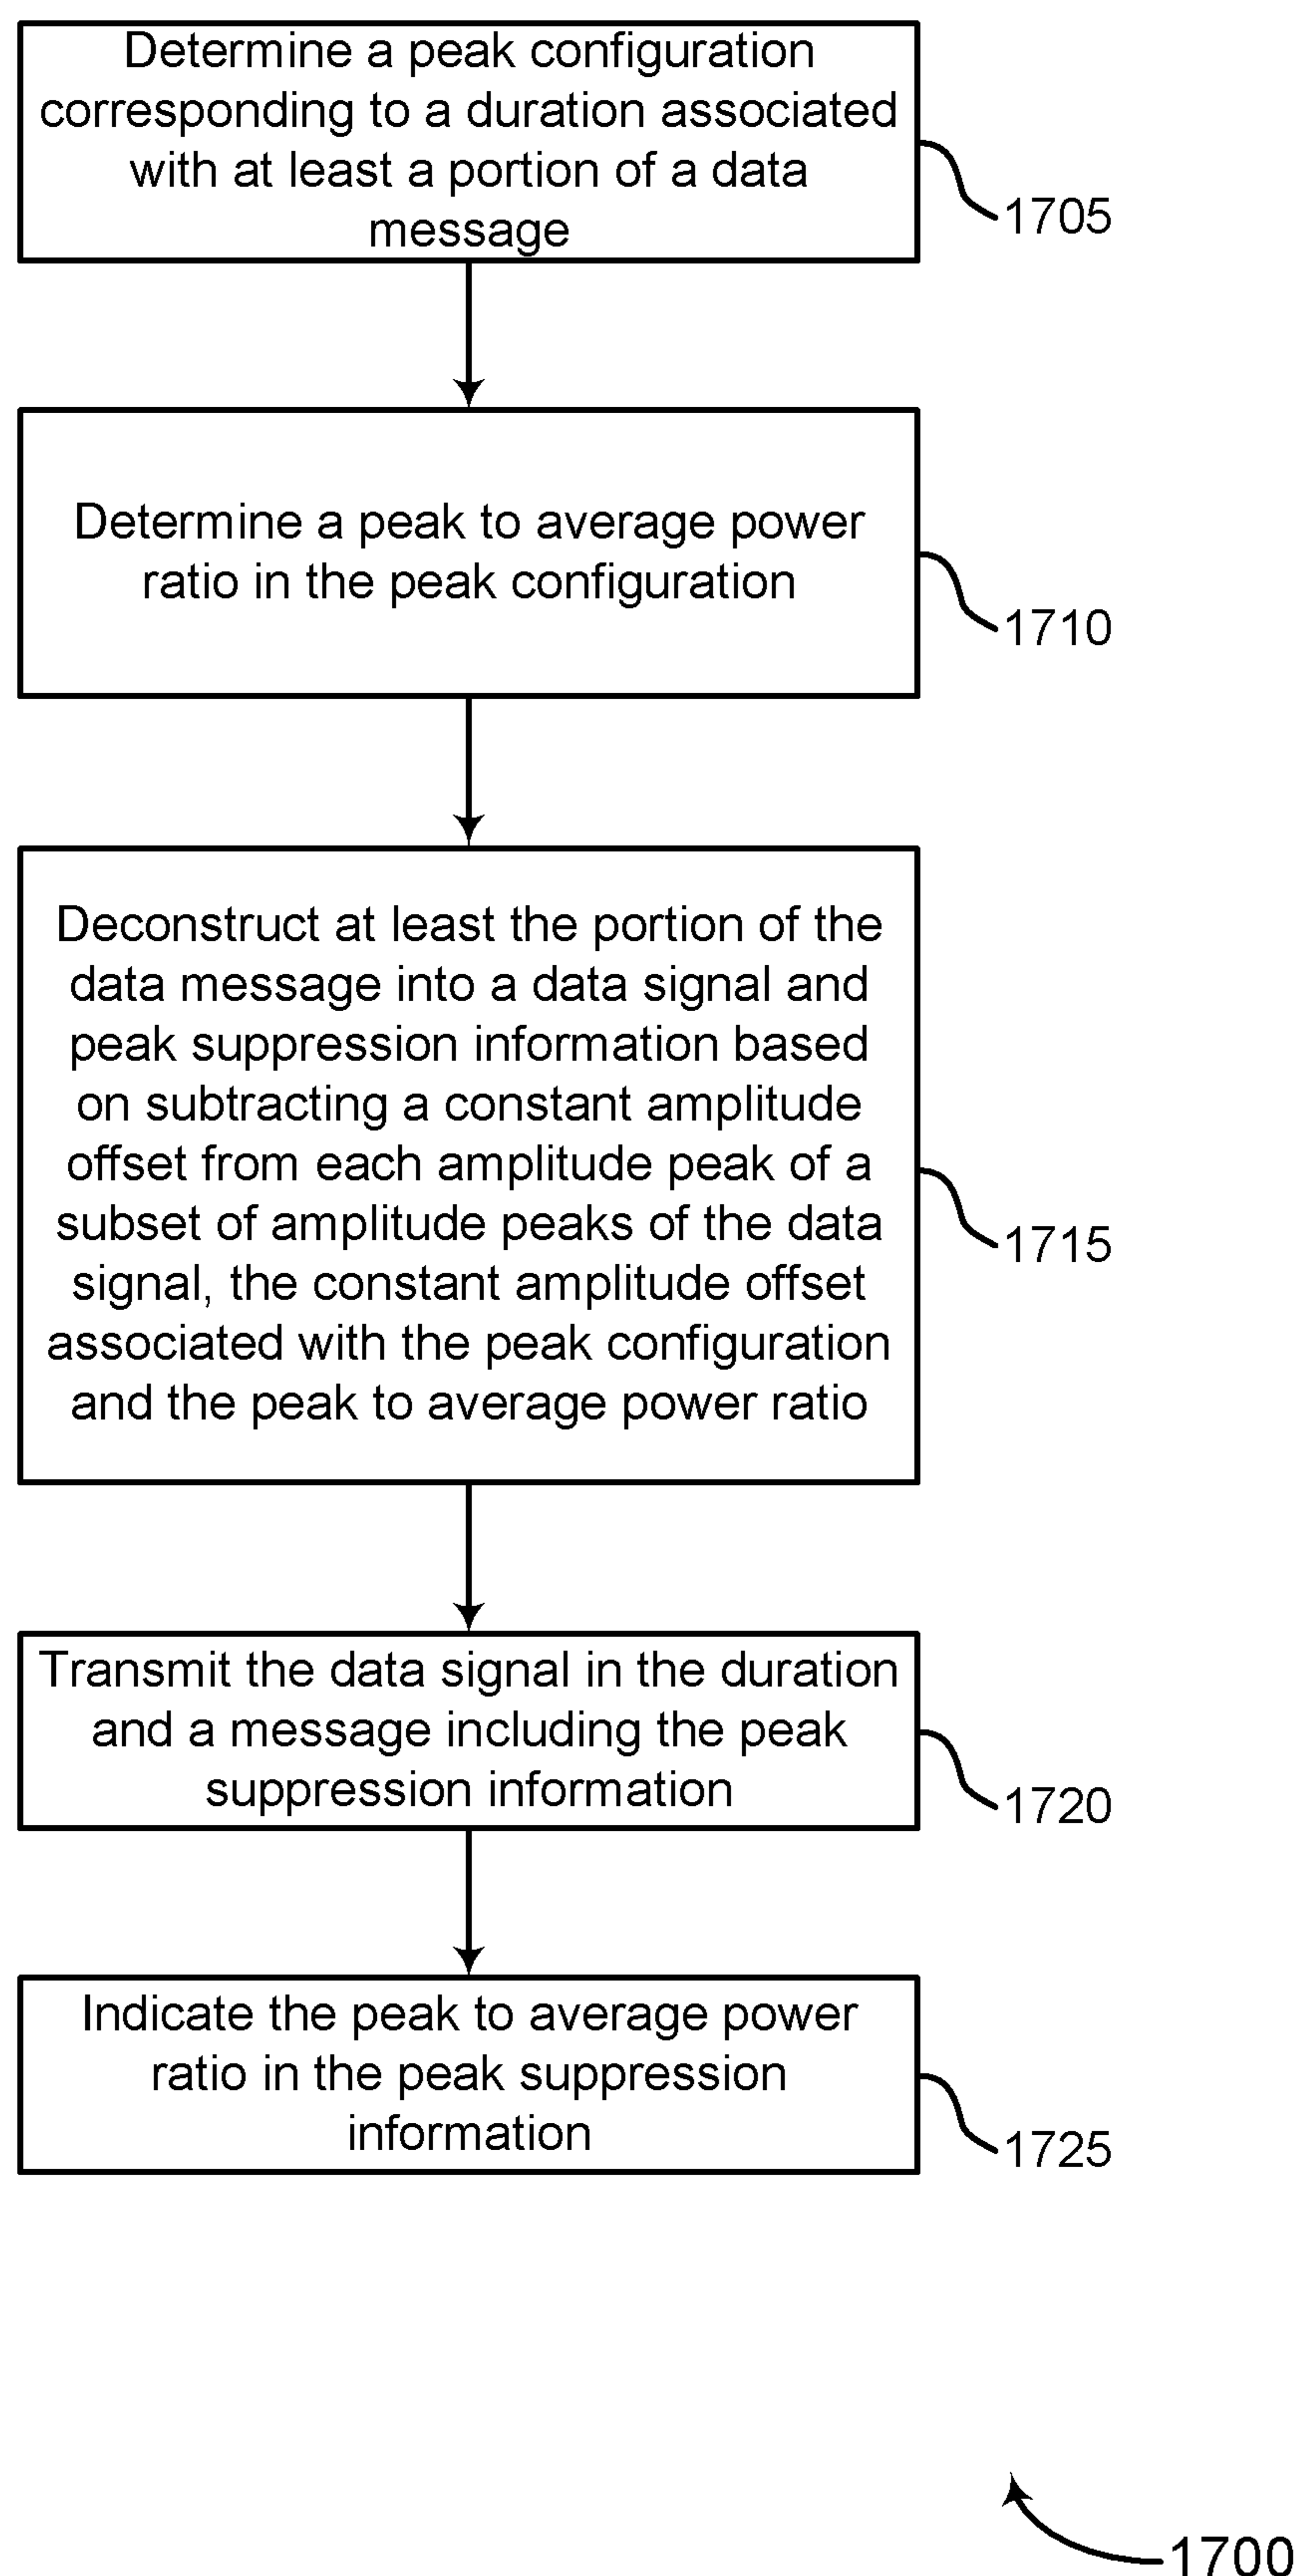 Determine a peak configuration
corresponding to a duration associated
with at least a portion of a data
message
1705
Determine a peak to average power
ratio in the peak configuration
1710
Deconstruct at least the portion of the
data message into a data signal and
peak suppression information based
on subtracting a constant amplitude
offset from each amplitude peak of a
subset of amplitude peaks of the data
signal, the constant amplitude offset
associated with the peak configuration
and the peak to average power ratio
1715
Transmit the data signal in the duration
and a message including the peak
suppression information
1720
Indicate the peak to average power
ratio in the peak suppression
information
1725
1700